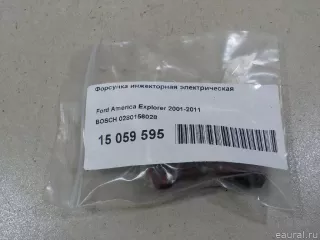 Форсунка инжекторная электрическая
Ford America Explorer 2001-2011
BOSCH 0280158028
15 059 595
eaural.ru